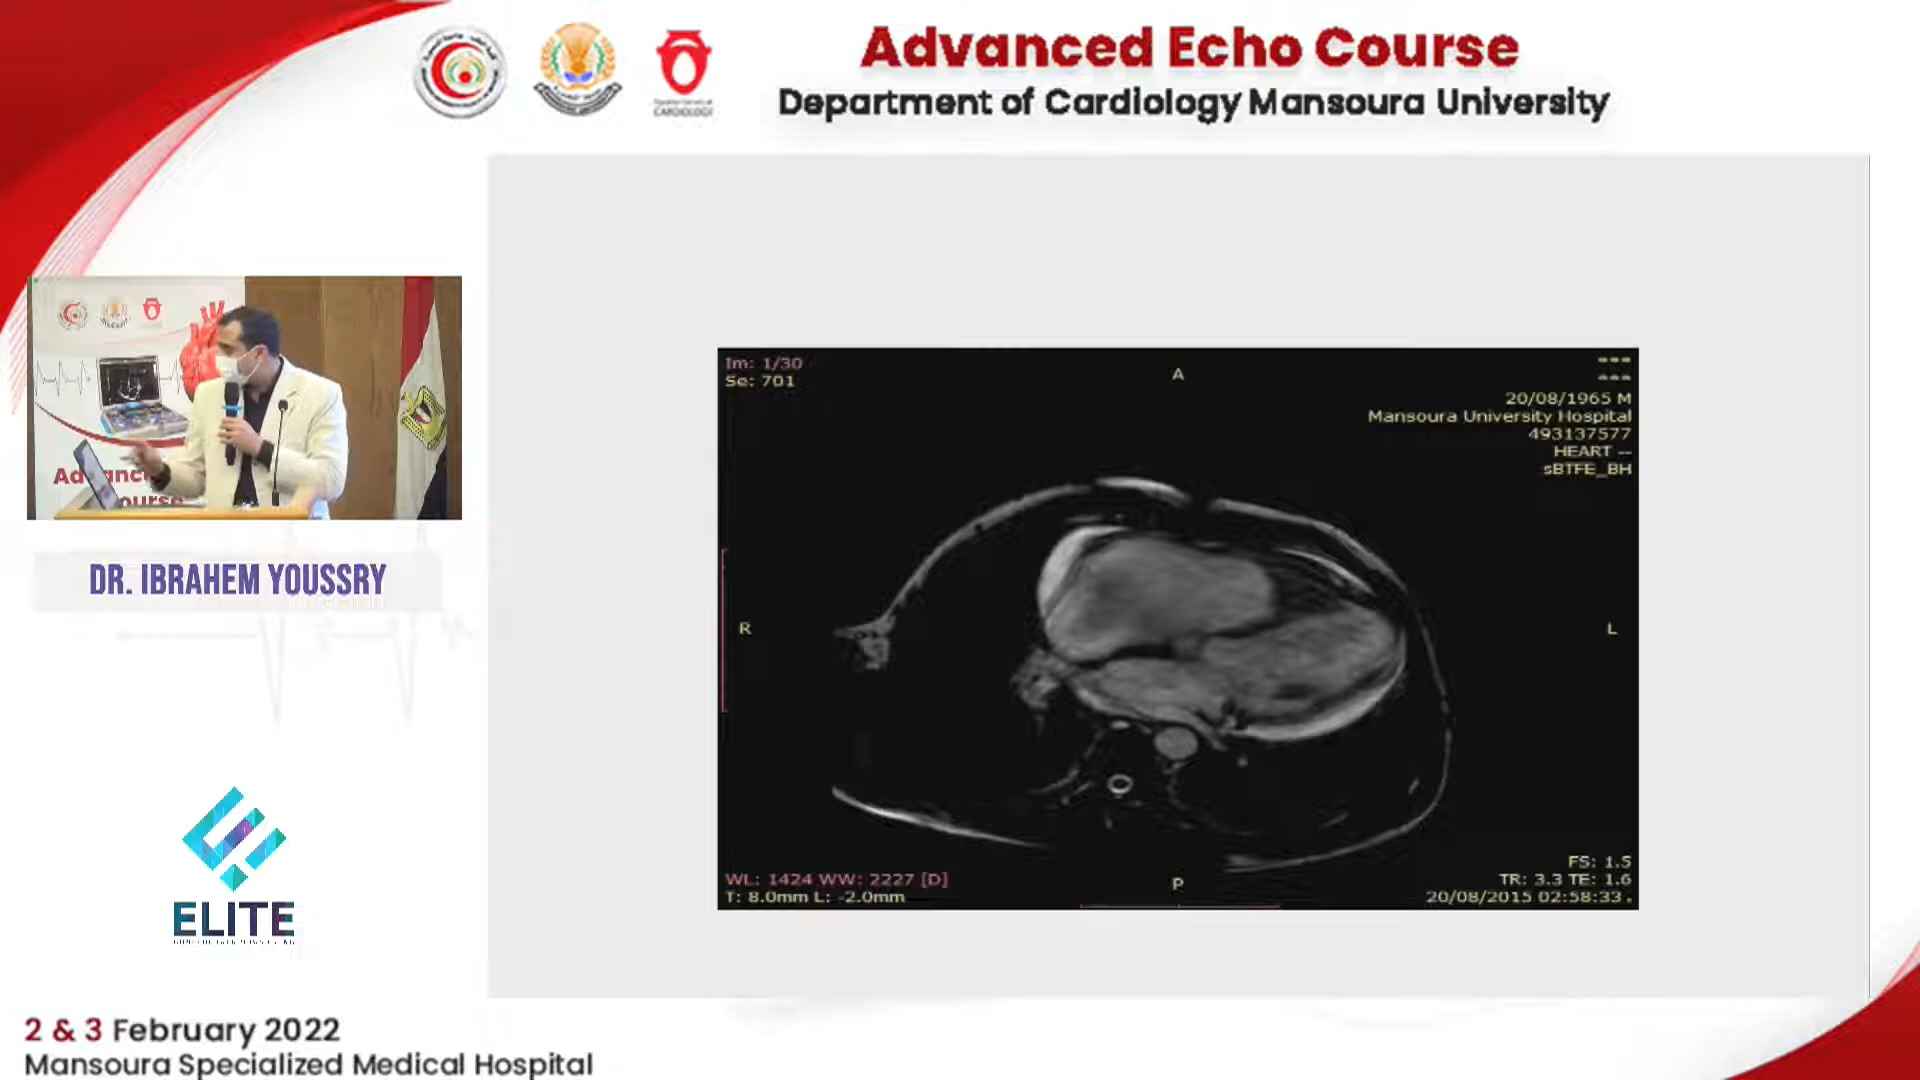 Advanced Echo Course
Department of Cardiology Mansoura University
CARDIOLOGY
Im: 1/30
Se: 701
A
20/08/1965 M
Mansoura University Hospital
493137577
HEART --
sBTFE_BH
R
L
WL: 1424 WW: 2227 [D]
T: 8.0mm L: -2.0mm
P
FS: 1.5
TR: 3.3 TE: 1.6
20/08/2015 02:58:33
DR. IBRAHEM YOUSSRY
ELITE
2 & 3 February 2022
Mansoura Specialized Medical Hospital